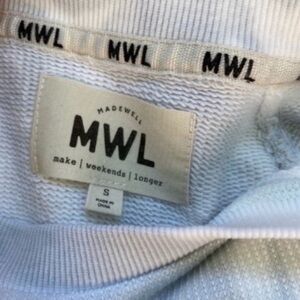 MWL MWL MWL
MADEWELL
MWL
make | weekends | longer
S
MADE IN
CHINA